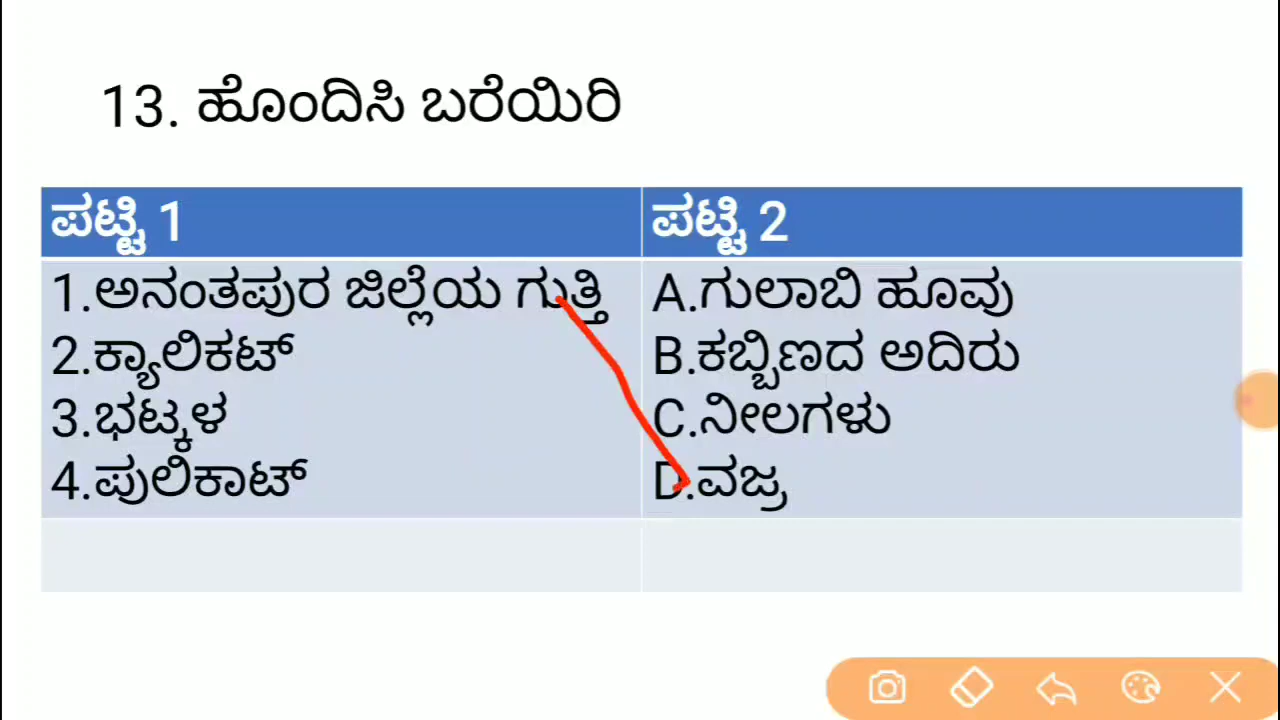 13. ಹೊಂದಿಸಿ ಬರೆಯಿರಿ
ಪಟ್ಟಿ 1
ಪಟ್ಟಿ 2
1.ಅನಂತಪುರ ಜಿಲ್ಲೆಯ ಗುತ್ತಿ
2.ಕ್ಯಾಲಿಕಟ್
3.ಭಟ್ಕಳ
4.ಪುಲಿಕಾಟ್
A.ಗುಲಾಬಿ ಹೂವು
B.ಕಬ್ಬಿಣದ ಅದಿರು
C.ನೀಲಗಳು
D.ವಜ್ರ